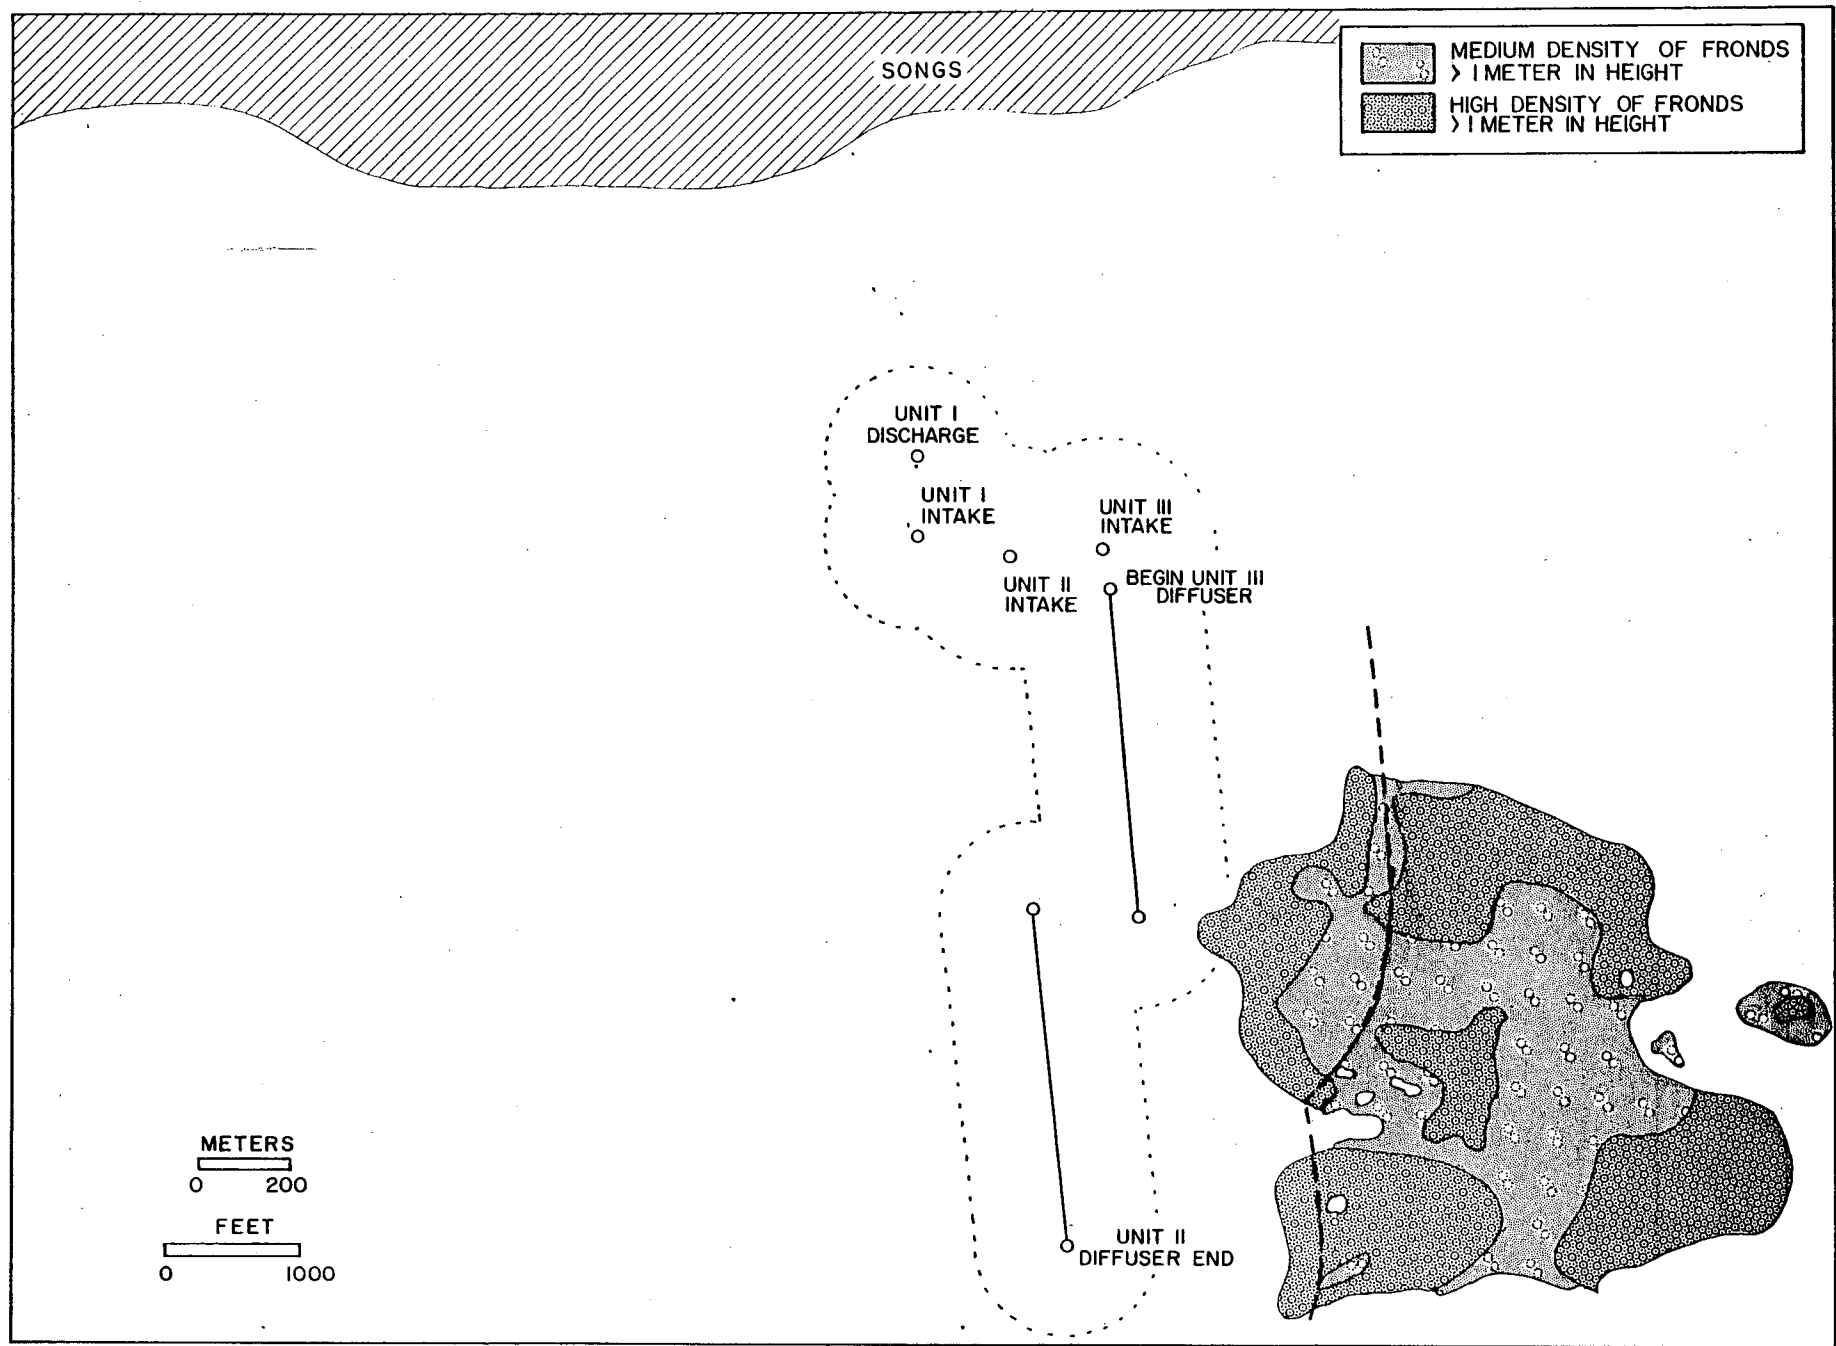 SONGS
MEDIUM DENSITY OF FRONDS
> 1 METER IN HEIGHT
HIGH DENSITY OF FRONDS
> 1 METER IN HEIGHT
UNIT I
DISCHARGE
UNIT I
INTAKE
UNIT III
INTAKE
UNIT II
INTAKE
BEGIN UNIT III
DIFFUSER
METERS
0 200
FEET
0 1000
UNIT II
DIFFUSER END